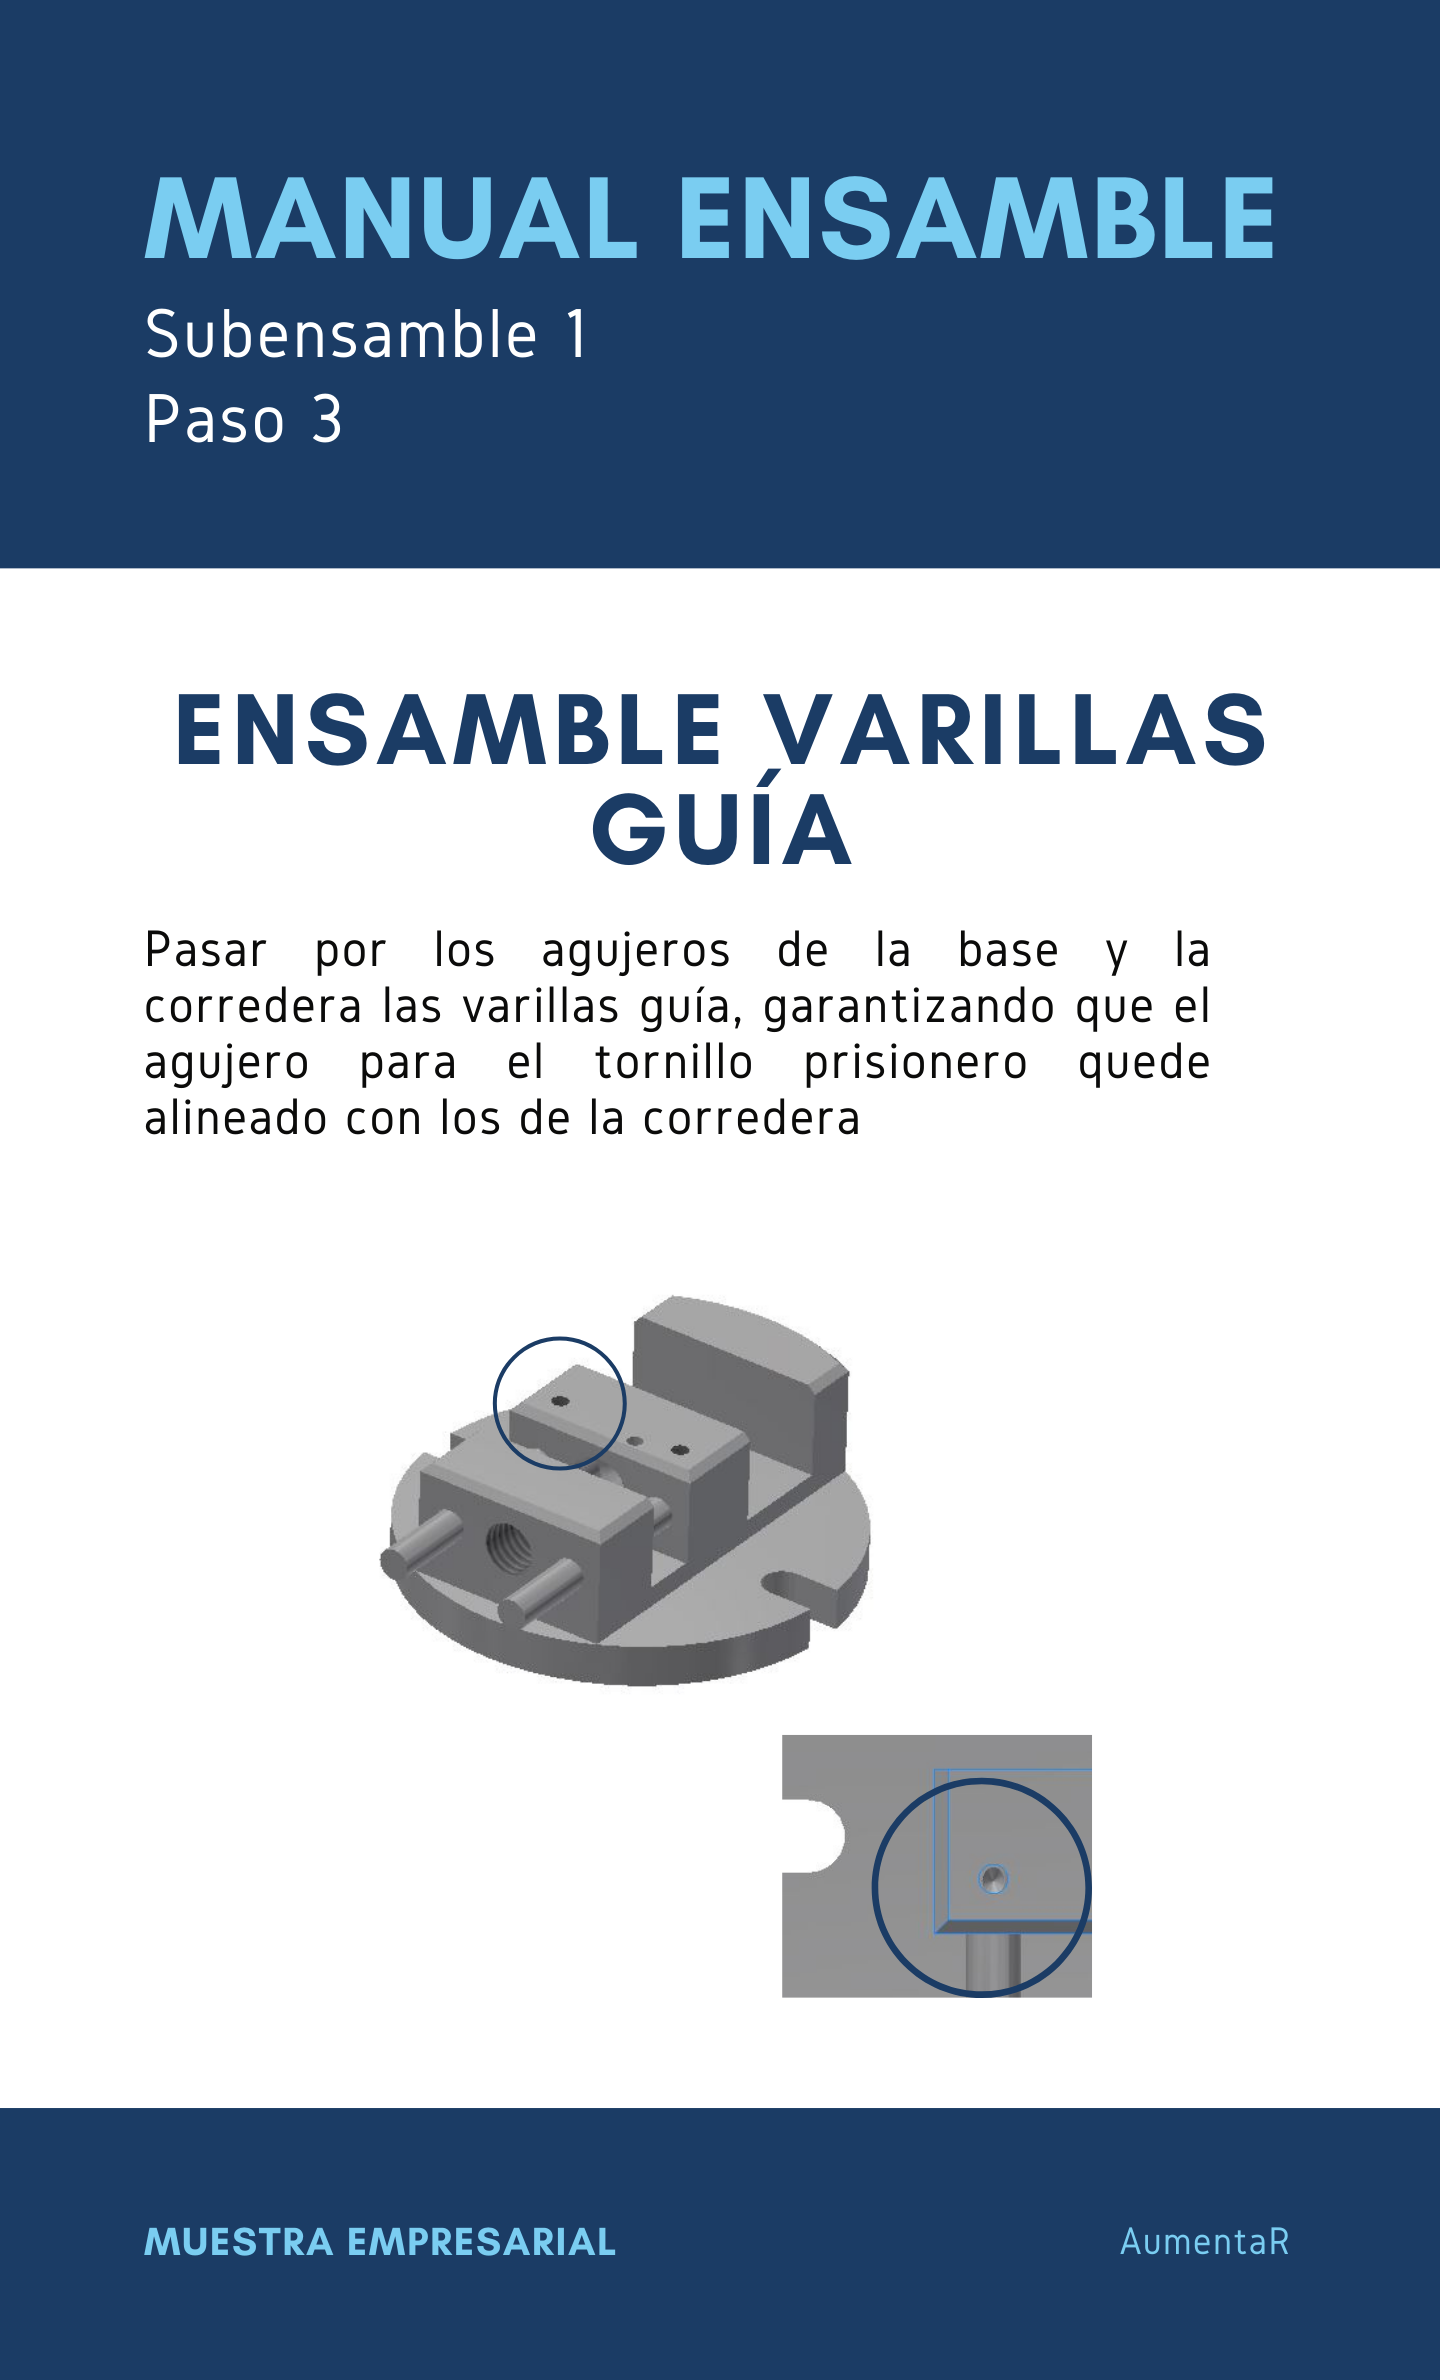 MANUAL ENSAMBLE
Subensamble 1
Paso 3
ENSAMBLE VARILLAS
GUÍA
Pasar por los agujeros de la base y la
corredera las varillas guía, garantizando que el
agujero para el tornillo prisionero quede
alineado con los de la corredera
MUESTRA EMPRESARIAL
AumentaR